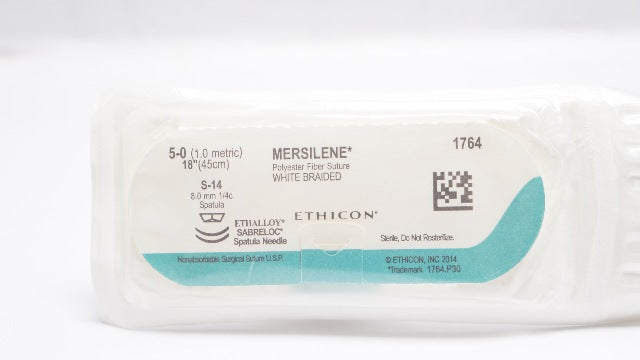 5-0 (1.0 metric)
18"(45cm)
S-14
8.0 mm 1/4c
Spatula
ETHALLOY*
SABRELOC*
Spatula Needle
MERSILENE*
Polyester Fiber Suture
WHITE BRAIDED
ETHICON*
1764
Sterile, Do Not Resterilize.
Nonabsorbable Surgical Suture U.S.P.
© ETHICON, INC 2014
*Trademark 1764.P30